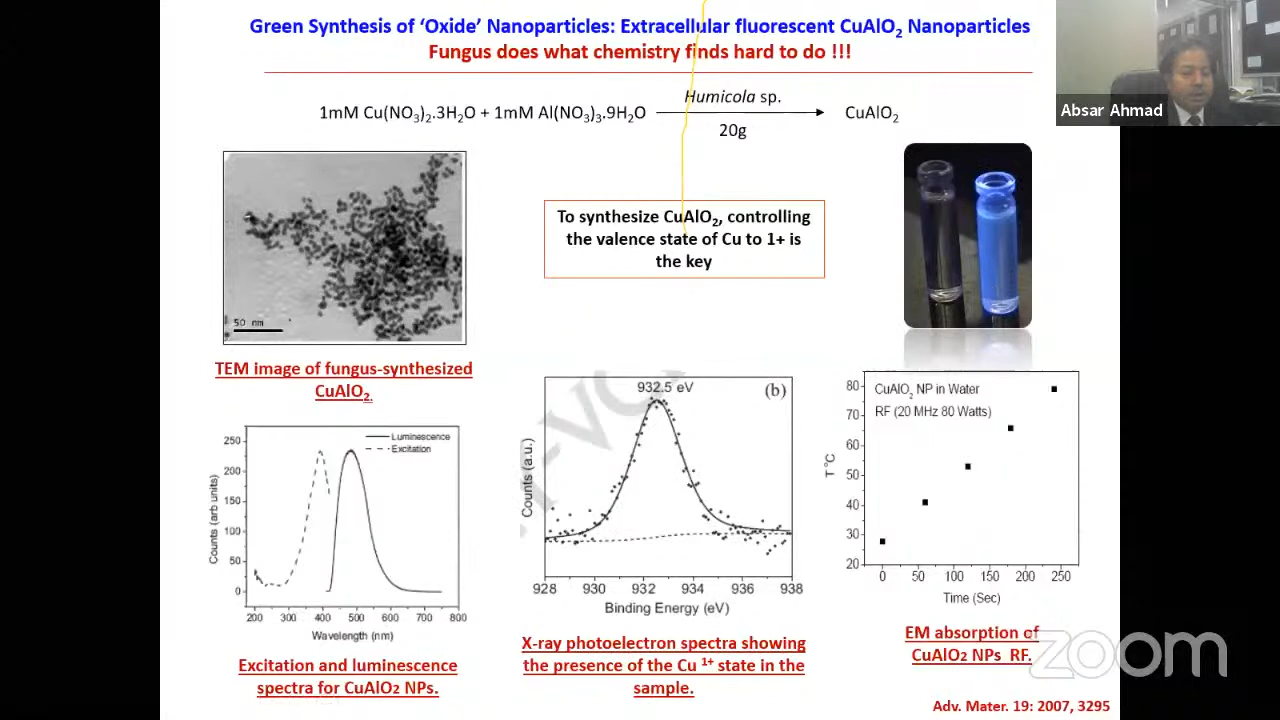 Green Synthesis of ‘Oxide’ Nanoparticles: Extracellular fluorescent CuAlO2 Nanoparticles
Fungus does what chemistry finds hard to do !!!
Absar Ahmad
1mM Cu(NO3)2.3H2O + 1mM Al(NO3)3.9H2O
Humicola sp.
20g
CuAlO2
To synthesize CuAlO2, controlling
the valence state of Cu to 1+ is
the key
50 nm
TEM image of fungus-synthesized
CuAlO2.
Luminescence
Excitation
250
200
150
100
50
0
Counts (arb units)
200 300 400 500 600 700 800
Wavelength (nm)
Excitation and luminescence
spectra for CuAlO2 NPs.
932.5 eV
(b)
Counts (a.u.)
928 930 932 934 936 938
Binding Energy (eV)
X-ray photoelectron spectra showing
the presence of the Cu 1+ state in the
sample.
CuAlO2 NP in Water
RF (20 MHz 80 Watts)
80
70
60
50
40
30
20
T °C
0 50 100 150 200 250
Time (Sec)
EM absorption of
CuAlO2 NPs RF.
zoom
Adv. Mater. 19: 2007, 3295